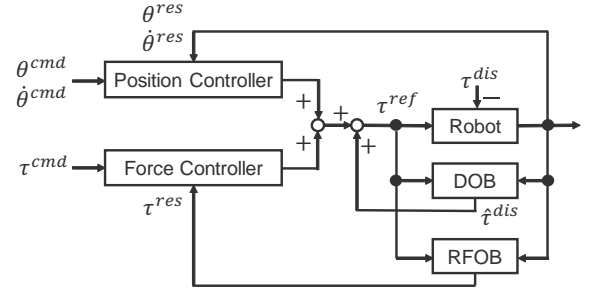 θ^{res}
θ̇^{res}
θ^{cmd}
θ̇^{cmd}
Position Controller
τ^{dis}
τ^{ref}
+
+
−
Robot
+
+
τ^{cmd}
Force Controller
DOB
τ^{res}
τ̂^{dis}
RFOB